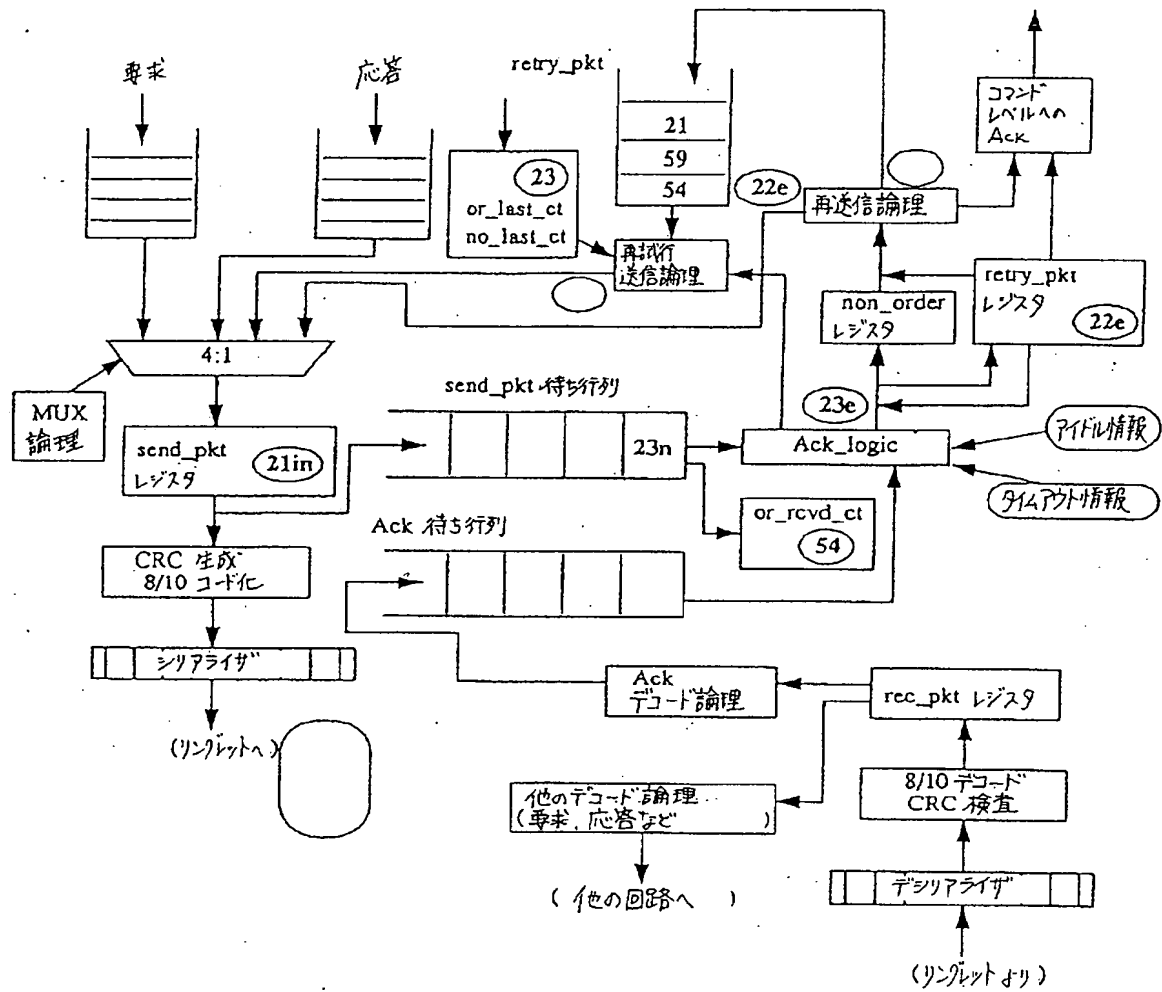 要求
応答
retry_pkt
23
or_last_ct
no_last_ct
21
59
54
22e
再試行
送信論理
再送信論理
コマンド
レベルへの
Ack
non_order
レジスタ
retry_pkt
レジスタ
22e
4:1
MUX
論理
send_pkt
レジスタ
21in
send_pkt 待ち行列
23n
23e
Ack_logic
アイドル情報
タイムアウト情報
or_rcvd_ct
54
Ack 待ち行列
CRC 生成
8/10 コード化
シリアライザ
(リングレットへ)
Ack
デコード論理
rec_pkt レジスタ
他のデコード論理
(要求、応答など)
(他の回路へ)
8/10 デコード
CRC 検査
デシリアライザ
(リングレットより)